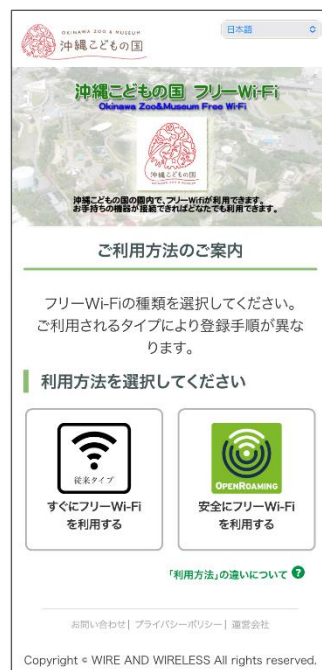 OKINAWA ZOO & MUSEUM
沖縄こどもの国
日本語
沖縄こどもの国 フリーWi-Fi
Okinawa Zoo&Museum Free WiFi
沖縄こどもの国
沖縄こどもの国の園内で、フリーWifiが利用できます。
お手持ちの機器が接続できればどなたでも利用できます。
ご利用方法のご案内
フリーWi-Fiの種類を選択してください。
ご利用されるタイプにより登録手順が異な
ります。
利用方法を選択してください
従来タイプ
すぐにフリーWi-Fi
を利用する
OPENROAMING
安全にフリーWi-Fi
を利用する
「利用方法」の違いについて ?
お問い合わせ| プライバシーポリシー| 運営会社
Copyright © WIRE AND WIRELESS All rights reserved.